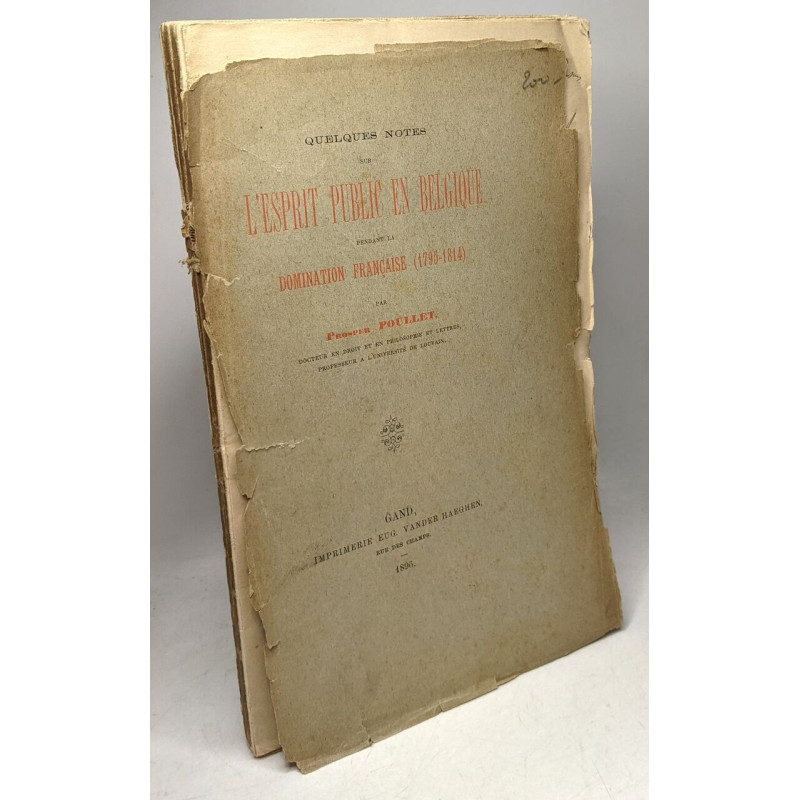 QUELQUES NOTES
SUR
L'ESPRIT PUBLIC EN BELGIQUE
PENDANT LA
DOMINATION FRANÇAISE (1795-1814)
PAR
PROSPER POULLET,
DOCTEUR EN DROIT ET EN PHILOSOPHIE ET LETTRES,
PROFESSEUR A L'UNIVERSITÉ DE LOUVAIN.
GAND,
IMPRIMERIE EUG. VANDER HAEGHEN,
RUE DES CHAMPS.
—
1896.